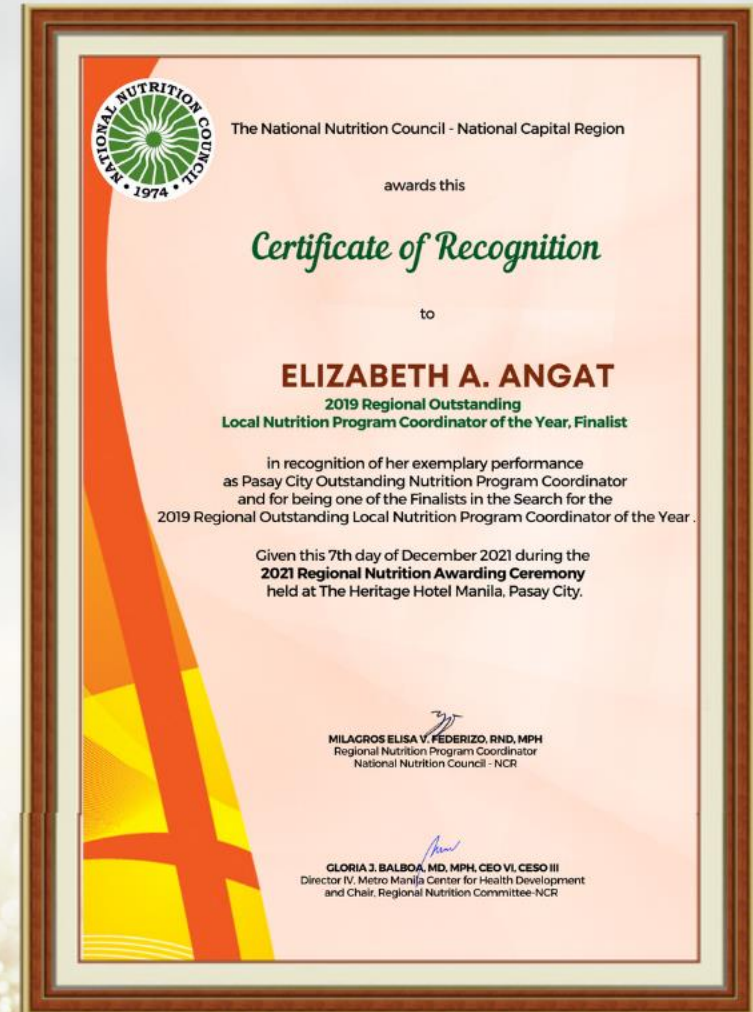 NATIONAL NUTRITION COUNCIL
• 1974 •
The National Nutrition Council - National Capital Region
awards this
Certificate of Recognition
to
ELIZABETH A. ANGAT
2019 Regional Outstanding
Local Nutrition Program Coordinator of the Year, Finalist
in recognition of her exemplary performance
as Pasay City Outstanding Nutrition Program Coordinator
and for being one of the Finalists in the Search for the
2019 Regional Outstanding Local Nutrition Program Coordinator of the Year .
Given this 7th day of December 2021 during the
2021 Regional Nutrition Awarding Ceremony
held at The Heritage Hotel Manila, Pasay City.
MILAGROS ELISA V. FEDERIZO, RND, MPH
Regional Nutrition Program Coordinator
National Nutrition Council - NCR
GLORIA J. BALBOA, MD, MPH, CEO VI, CESO III
Director IV, Metro Manila Center for Health Development
and Chair, Regional Nutrition Committee-NCR